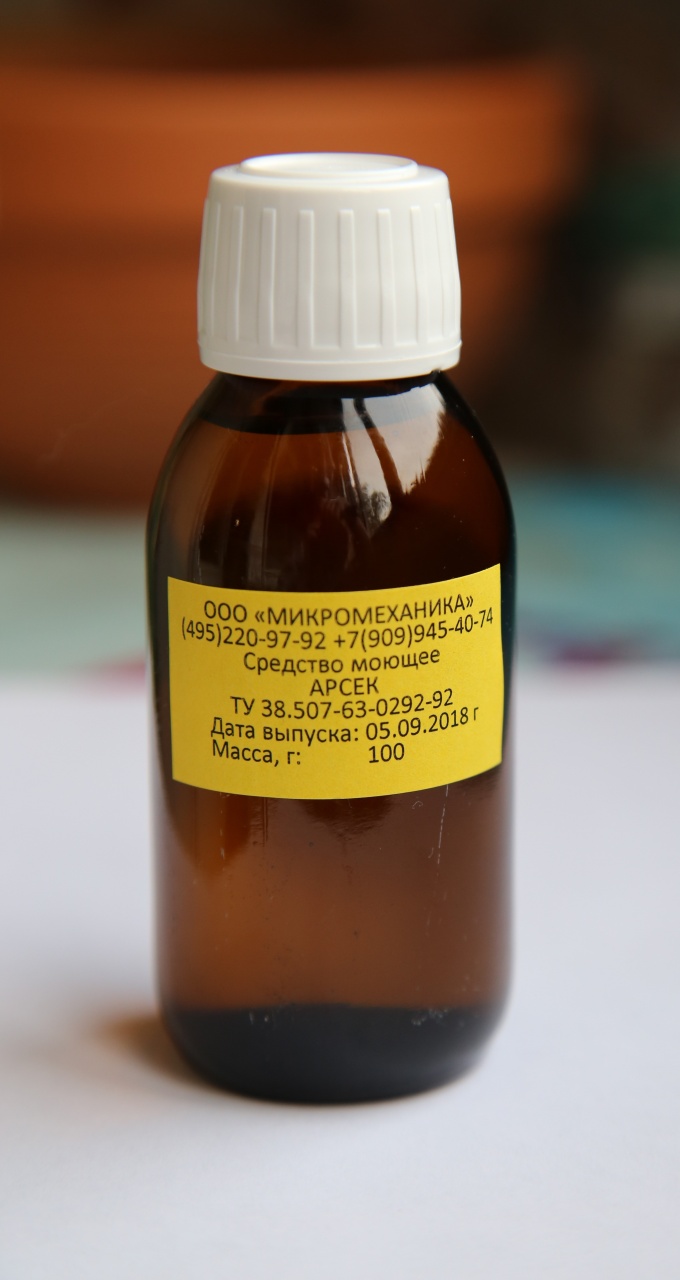 ООО «МИКРОМЕХАНИКА»
(495)220-97-92 +7(909)945-40-74
Средство моющее
АРСЕК
ТУ 38.507-63-0292-92
Дата выпуска: 05.09.2018 г
Масса, г: 100